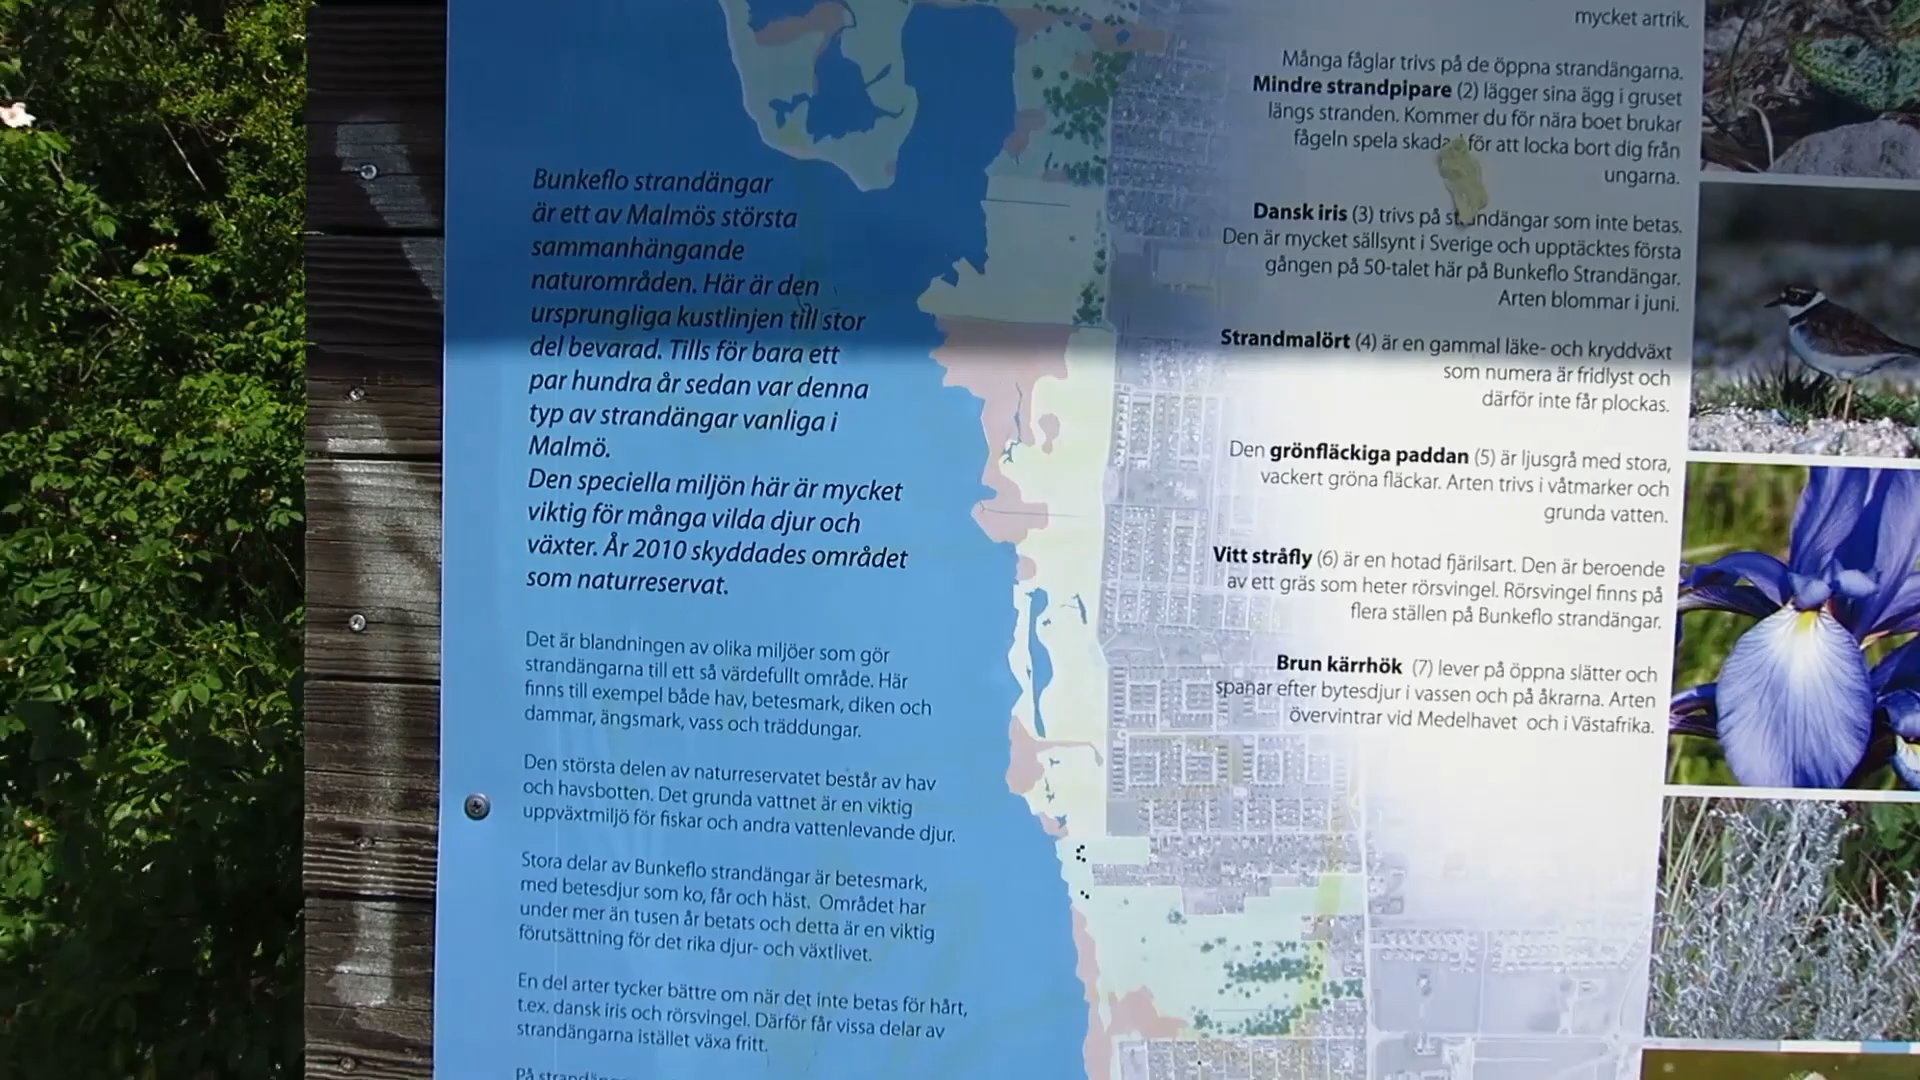 Bunkeflo strandängar
är ett av Malmös största
sammanhängande
naturområden. Här är den
ursprungliga kustlinjen till stor
del bevarad. Tills för bara ett
par hundra år sedan var denna
typ av strandängar vanliga i
Malmö.
Den speciella miljön här är mycket
viktig för många vilda djur och
växter. År 2010 skyddades området
som naturreservat.
Det är blandningen av olika miljöer som gör
strandängarna till ett så värdefullt område. Här
finns till exempel både hav, betesmark, diken och
dammar, ängsmark, vass och träddungar.
Den största delen av naturreservatet består av hav
och havsbotten. Det grunda vattnet är en viktig
uppväxtmiljö för fiskar och andra vattenlevande djur.
Stora delar av Bunkeflo strandängar är betesmark,
med betesdjur som ko, får och häst. Området har
under mer än tusen år betats och detta är en viktig
förutsättning för det rika djur- och växtlivet.
En del arter tycker bättre om när det inte betas för hårt,
t.ex. dansk iris och rörsvingel. Därför får vissa delar av
strandängarna istället växa fritt.
På
mycket artrik.
Många fåglar trivs på de öppna strandängarna.
Mindre strandpipare (2) lägger sina ägg i gruset
längs stranden. Kommer du för nära boet brukar
fågeln spela skadad för att locka bort dig från
ungarna.
Dansk iris (3) trivs på strandängar som inte betas.
Den är mycket sällsynt i Sverige och upptäcktes första
gången på 50-talet här på Bunkeflo Strandängar.
Arten blommar i juni.
Strandmalört (4) är en gammal läke- och kryddväxt
som numera är fridlyst och
därför inte får plockas.
Den grönfläckiga paddan (5) är ljusgrå med stora,
vackert gröna fläckar. Arten trivs i våtmarker och
grunda vatten.
Vitt stråfly (6) är en hotad fjärilsart. Den är beroende
av ett gräs som heter rörsvingel. Rörsvingel finns på
flera ställen på Bunkeflo strandängar.
Brun kärrhök (7) lever på öppna slätter och
spanar efter bytesdjur i vassen och på åkrarna. Arten
övervintrar vid Medelhavet och i Västafrika.